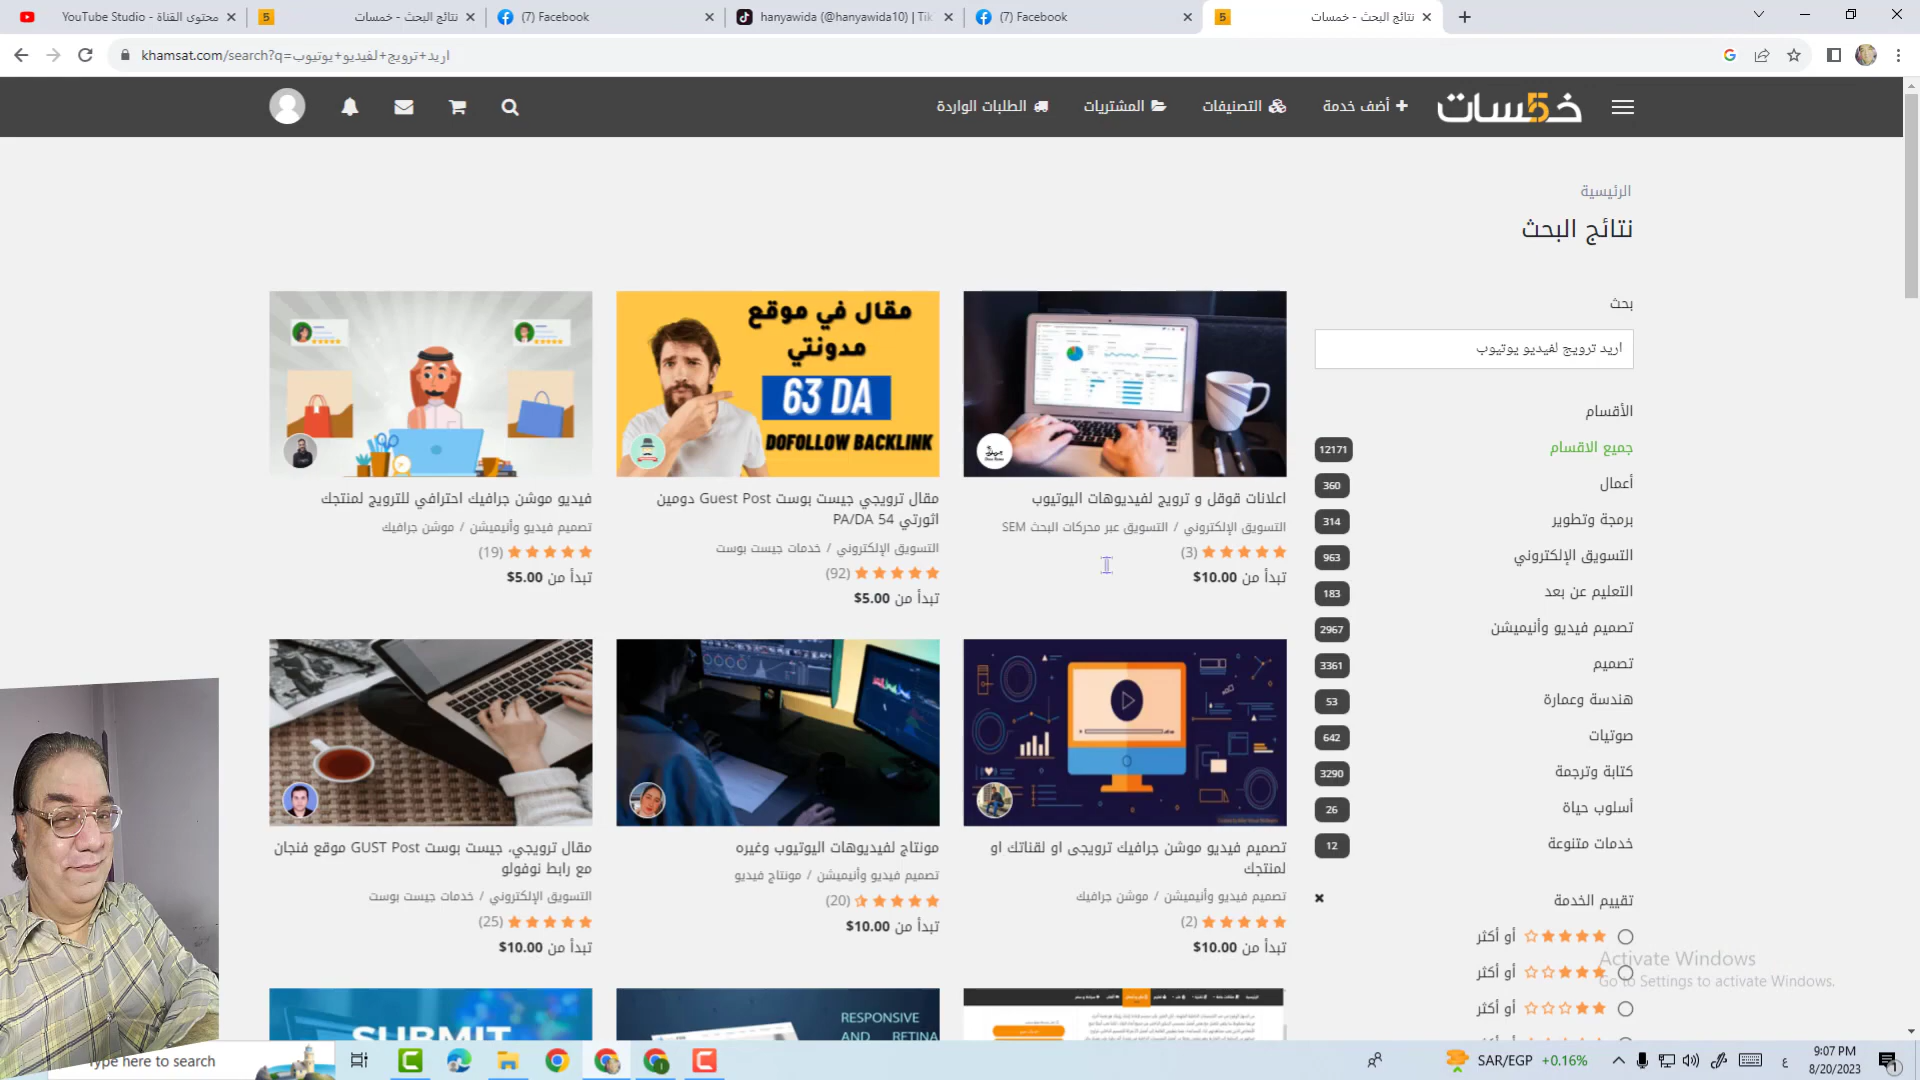 YouTube Studio - محتوى القناة
نتائج البحث - خمسات
(7) Facebook
hanyawida (@hanyawida10) | Tik
(7) Facebook
نتائج البحث - خمسات
khamsat.com/search?q=اريد+ترويج+لفيديو+يوتيوب
خمسات
أضف خدمة
التصنيفات
المشتريات
الطلبات الواردة
الرئيسية
نتائج البحث
بحث
اريد ترويج لفيديو يوتيوب
الأقسام
جميع الاقسام 12171
أعمال 360
برمجة وتطوير 314
التسويق الإلكتروني 963
التعليم عن بعد 183
تصميم فيديو وأنيميشن 2967
تصميم 3361
هندسة وعمارة 53
صوتيات 642
كتابة وترجمة 3290
أسلوب حياة 26
خدمات متنوعة 12
تقييم الخدمة
أو أكثر
أو أكثر
أو أكثر
اعلانات قوقل و ترويج لفيديوهات اليوتيوب
التسويق الإلكتروني / التسويق عبر محركات البحث SEM
(3)
تبدأ من $10.00
مقال في موقع
مدونتي
63 DA
DOFOLLOW BACKLINK
مقال ترويجي جيست بوست Guest Post دومين
اثورتي 54 PA/DA
التسويق الإلكتروني / خدمات جيست بوست
(92)
تبدأ من $5.00
فيديو موشن جرافيك احترافي للترويج لمنتجك
تصميم فيديو وأنيميشن / موشن جرافيك
(19)
تبدأ من $5.00
تصميم فيديو موشن جرافيك ترويجى او لقناتك او
لمنتجك
تصميم فيديو وأنيميشن / موشن جرافيك
(2)
تبدأ من $10.00
مونتاج لفيديوهات اليوتيوب وغيره
تصميم فيديو وأنيميشن / مونتاج فيديو
(20)
تبدأ من $10.00
مقال ترويجي، جيست بوست GUST Post موقع فنجان
مع رابط نوفولو
التسويق الإلكتروني / خدمات جيست بوست
(25)
تبدأ من $10.00
RESPONSIVE
AND RETINA
SUBMIT
Activate Windows
Go to Settings to activate Windows.
Type here to search
SAR/EGP +0.16%
ع
9:07 PM
8/20/2023
1